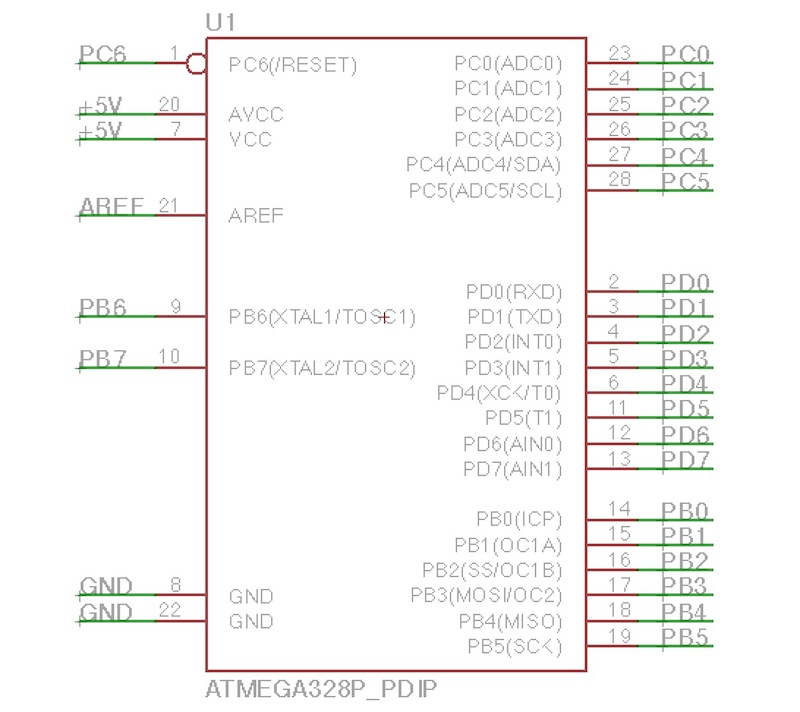 U1
PC6 1 PC6(/RESET) PC0(ADC0) 23 PC0
PC1(ADC1) 24 PC1
+5V 20 AVCC PC2(ADC2) 25 PC2
+5V 7 VCC PC3(ADC3) 26 PC3
PC4(ADC4/SDA) 27 PC4
PC5(ADC5/SCL) 28 PC5
AREF 21 AREF
PD0(RXD) 2 PD0
PB6 9 PB6(XTAL1/TOSC1) PD1(TXD) 3 PD1
PD2(INT0) 4 PD2
PB7 10 PB7(XTAL2/TOSC2) PD3(INT1) 5 PD3
PD4(XCK/T0) 6 PD4
PD5(T1) 11 PD5
PD6(AIN0) 12 PD6
PD7(AIN1) 13 PD7
PB0(ICP) 14 PB0
PB1(OC1A) 15 PB1
PB2(SS/OC1B) 16 PB2
GND 8 GND PB3(MOSI/OC2) 17 PB3
GND 22 GND PB4(MISO) 18 PB4
PB5(SCK) 19 PB5
ATMEGA328P_PDIP